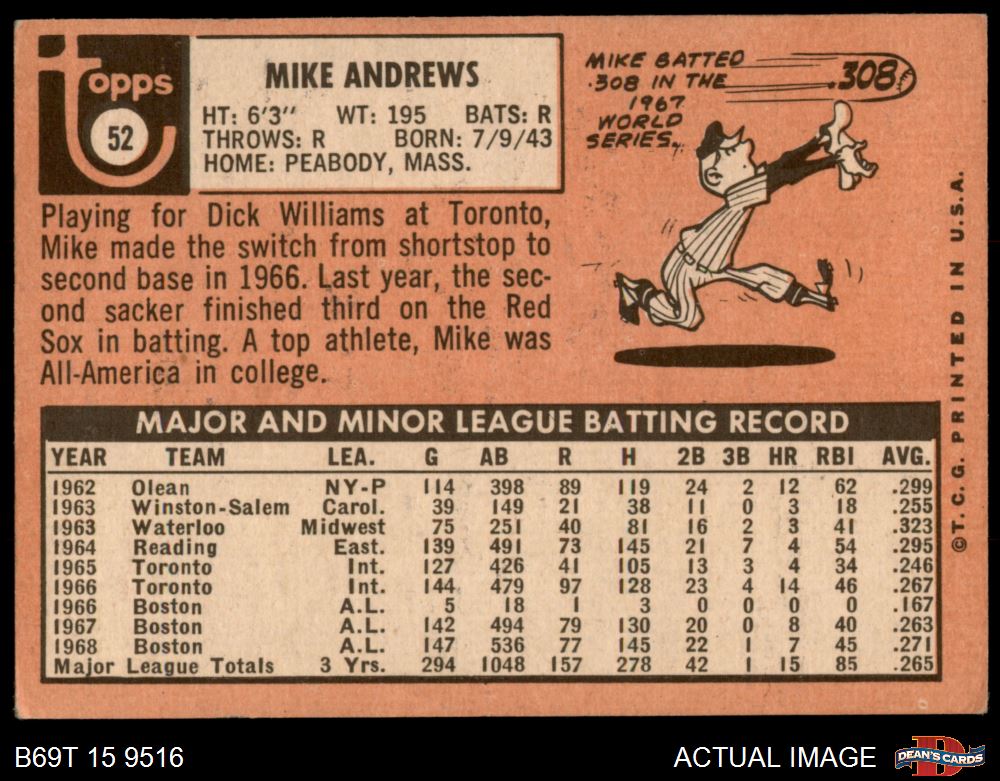 Topps
52
MIKE ANDREWS
HT: 6'3" WT: 195 BATS: R
THROWS: R BORN: 7/9/43
HOME: PEABODY, MASS.
MIKE BATTED
.308 IN THE
1967
WORLD
SERIES.
.308
Playing for Dick Williams at Toronto,
Mike made the switch from shortstop to
second base in 1966. Last year, the sec-
ond sacker finished third on the Red
Sox in batting. A top athlete, Mike was
All-America in college.
MAJOR AND MINOR LEAGUE BATTING RECORD
YEAR TEAM LEA. G AB R H 2B 3B HR RBI AVG.
1962 Olean NY-P 114 398 89 119 24 2 12 62 .299
1963 Winston-Salem Carol. 39 149 21 38 11 0 3 18 .255
1963 Waterloo Midwest 75 251 40 81 16 2 3 41 .323
1964 Reading East. 139 491 73 145 21 7 4 54 .295
1965 Toronto Int. 127 426 41 105 13 3 4 34 .246
1966 Toronto Int. 144 479 97 128 23 4 14 46 .267
1966 Boston A.L. 5 18 1 3 0 0 0 0 .167
1967 Boston A.L. 142 494 79 130 20 0 8 40 .263
1968 Boston A.L. 147 536 77 145 22 1 7 45 .271
Major League Totals 3 Yrs. 294 1048 157 278 42 1 15 85 .265
©T.C.G. PRINTED IN U.S.A.
B69T 15 9516
ACTUAL IMAGE
DEAN'S CARDS